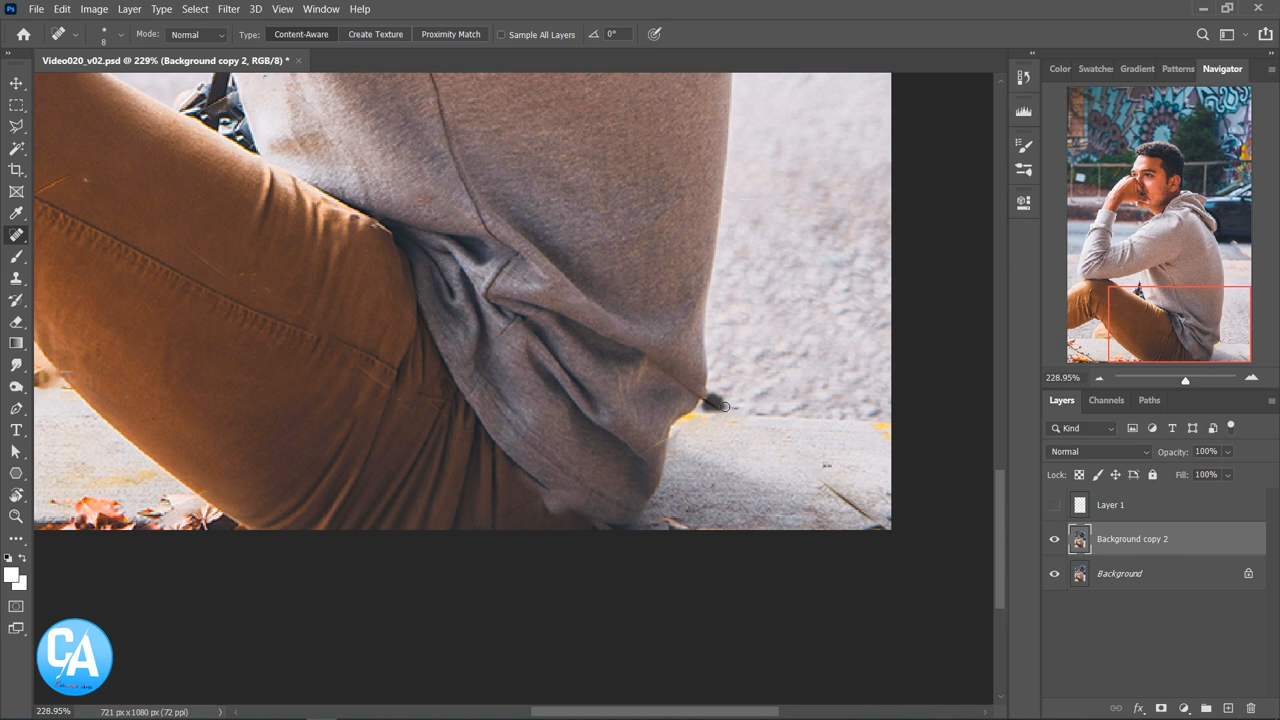 Ps File Edit Image Layer Type Select Filter 3D View Window Help
8 Mode: Normal Type: Content-Aware Create Texture Proximity Match Sample All Layers 0°
Video020_v02.psd @ 229% (Background copy 2, RGB/8) *
Color Swatches Gradient Patterns Navigator
228.95%
Layers Channels Paths
Kind
Normal Opacity: 100%
Lock: Fill: 100%
Layer 1
Background copy 2
Background
CA
228.95% 721 px x 1080 px (72 ppi)